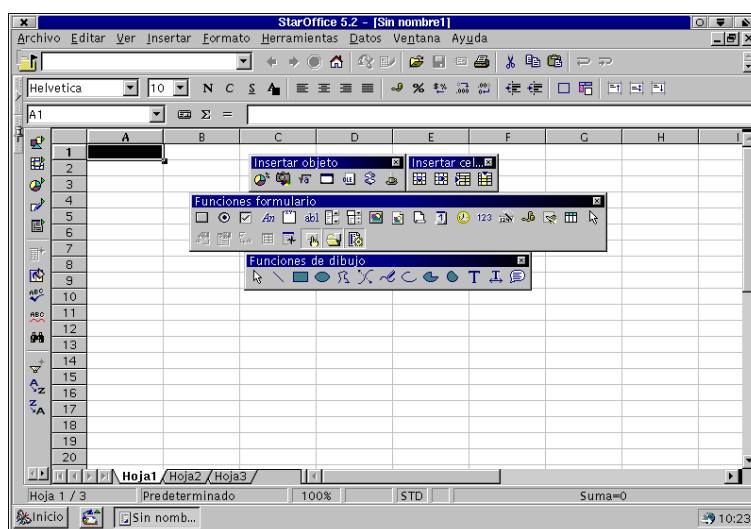 StarOffice 5.2 - [Sin nombre1]
Archivo Editar Ver Insertar Formato Herramientas Datos Ventana Ayuda
Helvetica 10 N C S A
A1 Σ =
A B C D E F G H I
1
2
3
4
5
6
7
8
9
10
11
12
13
14
15
16
17
18
19
20
Insertar objeto
Insertar cel...
Funciones formulario
abl 123
Funciones de dibujo
T
ABC
ABC
A Z
Z A
Hoja1 Hoja2 Hoja3
Hoja 1 / 3 Predeterminado 100% STD Suma=0
Inicio Sin nomb... 10:23